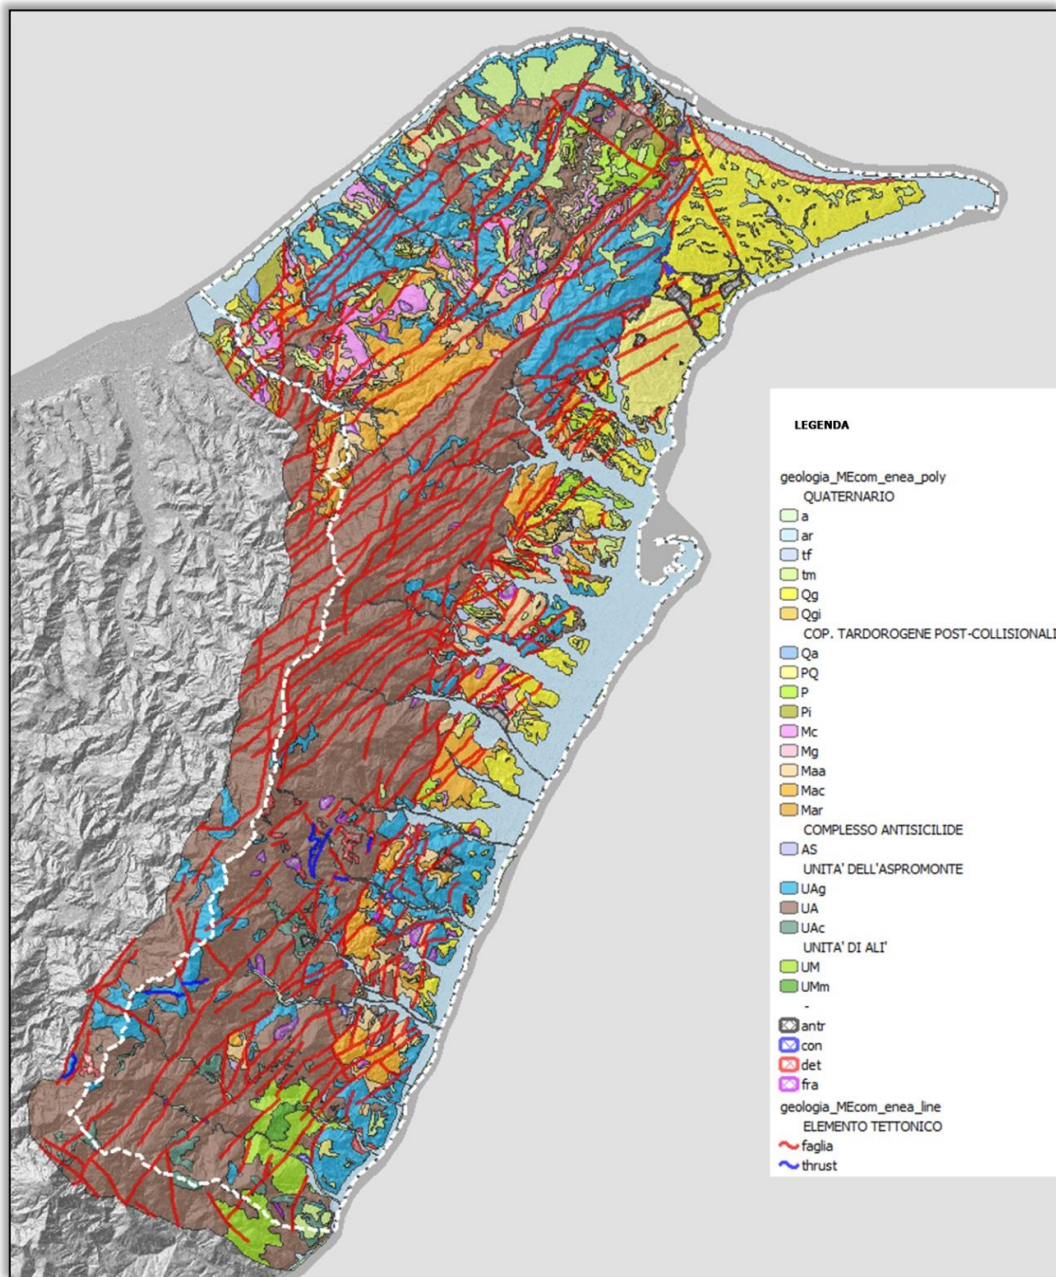 LEGENDA
geologia_MEcom_enea_poly
QUATERNARIO
a
ar
tf
tm
Qg
Qgi
COP. TARDOROGENE POST-COLLISIONALI
Qa
PQ
P
Pi
Mc
Mg
Maa
Mac
Mar
COMPLESSO ANTISICILIDE
AS
UNITA' DELL'ASPROMONTE
UAg
UA
UAc
UNITA' DI ALI'
UM
UMm
-
antr
con
det
fra
geologia_MEcom_enea_line
ELEMENTO TETTONICO
faglia
thrust